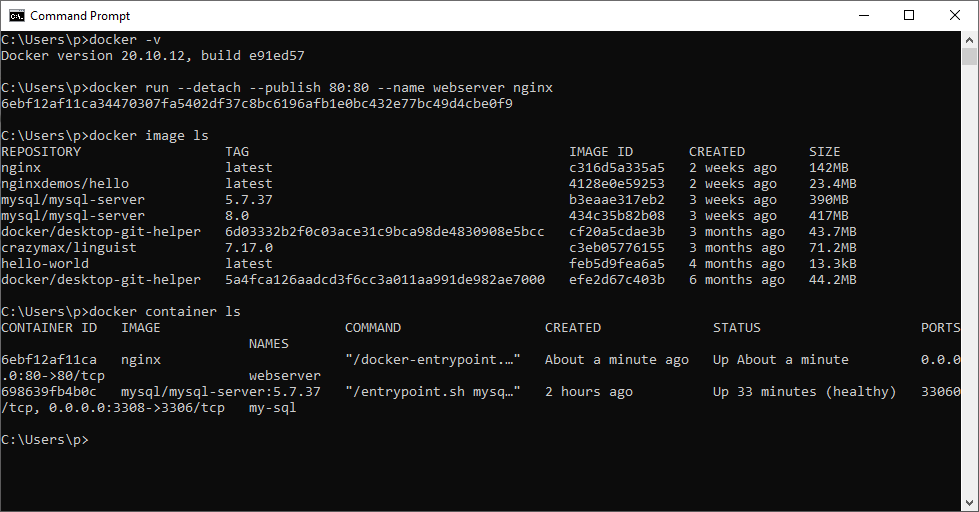 Command Prompt
C:\Users\p>docker -v
Docker version 20.10.12, build e91ed57
C:\Users\p>docker run --detach --publish 80:80 --name webserver nginx
6ebf12af11ca34470307fa5402df37c8bc6196afb1e0bc432e77bc49d4cbe0f9
C:\Users\p>docker image ls
REPOSITORY                  TAG                                        IMAGE ID       CREATED        SIZE
nginx                       latest                                     c316d5a335a5   2 weeks ago    142MB
nginxdemos/hello            latest                                     4128e0e59253   2 weeks ago    23.4MB
mysql/mysql-server          5.7.37                                     b3eaae317eb2   3 weeks ago    390MB
mysql/mysql-server          8.0                                        434c35b82b08   3 weeks ago    417MB
docker/desktop-git-helper   6d03332b2f0c03ace31c9bca98de4830908e5bcc   cf20a5cdae3b   3 months ago   43.7MB
crazymax/linguist           7.17.0                                     c3eb05776155   3 months ago   71.2MB
hello-world                 latest                                     feb5d9fea6a5   4 months ago   13.3kB
docker/desktop-git-helper   5a4fca126aadcd3f6cc3a011aa991de982ae7000   efe2d67c403b   6 months ago   44.2MB
C:\Users\p>docker container ls
CONTAINER ID   IMAGE                       COMMAND                  CREATED              STATUS                    PORTS
                               NAMES
6ebf12af11ca   nginx                       "/docker-entrypoint.…"   About a minute ago   Up About a minute         0.0.0
.0:80->80/tcp                  webserver
698639fb4b0c   mysql/mysql-server:5.7.37   "/entrypoint.sh mysq…"   2 hours ago          Up 33 minutes (healthy)   33060
/tcp, 0.0.0.0:3308->3306/tcp   my-sql
C:\Users\p>